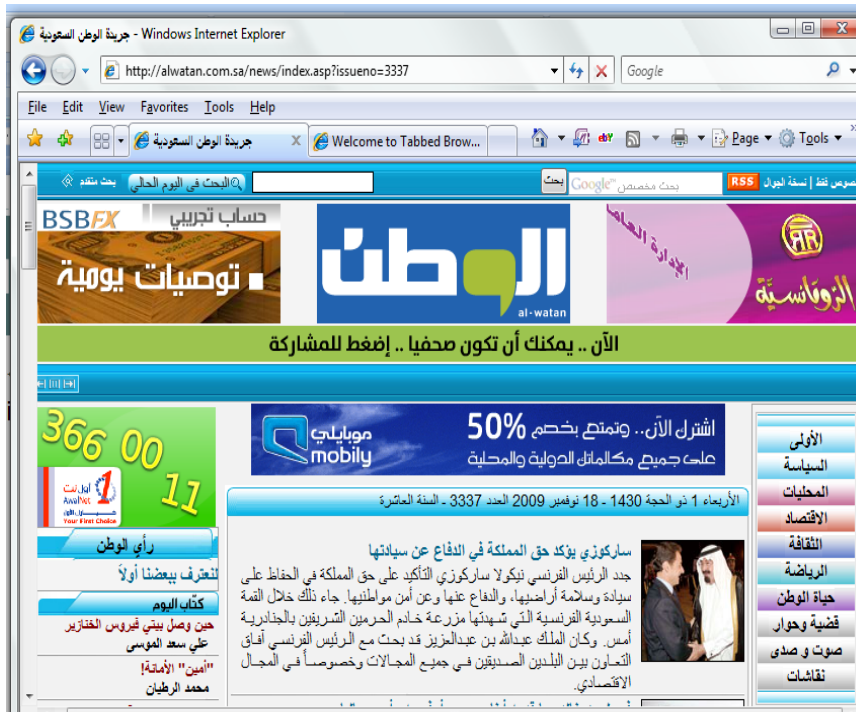 جريدة الوطن السعودية - Windows Internet Explorer
http://alwatan.com.sa/news/index.asp?issueno=3337
Google
File Edit View Favorites Tools Help
جريدة الوطن السعودية
Welcome to Tabbed Brow...
Page Tools
نسخة الجوال
RSS
بحث مخصص Google™
بحث
البحث في اليوم الحالي
بحث متقدم
الرومانسية
الإدارة العامة
الوطن
al-watan
BSBFX
حساب تجريبي
توصيات يومية
الآن .. يمكنك أن تكون صحفيا .. إضغط للمشاركة
اشترك الآن.. وتمتع بخصم 50%
على جميع مكالماتك الدولية والمحلية
موبايلي
mobily
366 00 11
أول نت
AwalNet
Your First Choice
الأولى
السياسة
المحليات
الاقتصاد
الثقافة
الرياضة
حياة الوطن
قضية وحوار
صوت و صدى
نقاشات
الأربعاء 1 ذو الحجة 1430 - 18 نوفمبر 2009 العدد 3337 ـ السنة العاشرة
ساركوزي يؤكد حق المملكة في الدفاع عن سيادتها
جدد الرئيس الفرنسي نيكولا ساركوزي التأكيد على حق المملكة في الحفاظ على
سيادة وسلامة أراضيها، والدفاع عنها وعن أمن مواطنيها. جاء ذلك خلال القمة
السعودية الفرنسية التي شهدتها مزرعة خادم الحرمين الشريفين بالجنادرية
أمس. وكان الملك عبدالله بن عبدالعزيز قد بحث مع الرئيس الفرنسي آفاق
التعاون بين البلدين الصديقين في جميع المجالات وخصوصاً في المجال
الاقتصادي.
رأي الوطن
لنعترف ببعضنا أولاً
كتّاب اليوم
حين وصل بيتي فيروس الخنازير
علي سعد الموسى
"أمين" الأمانة!
محمد الرطيان